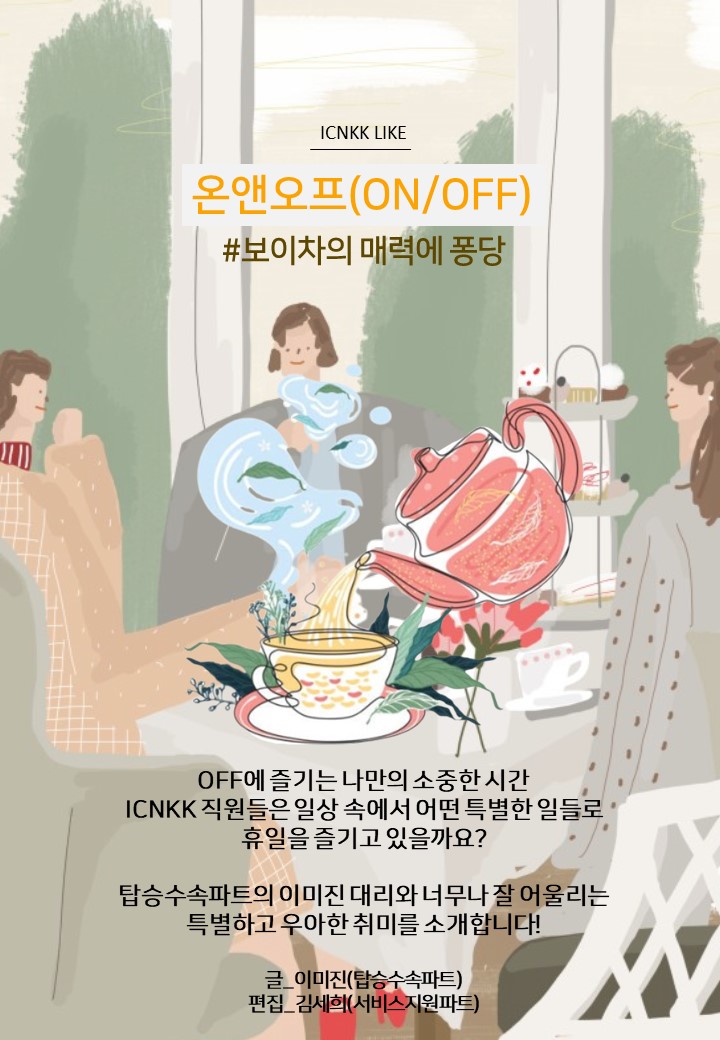 ICNKK LIKE
온앤오프(ON/OFF)
#보이차의 매력에 퐁당
OFF에 즐기는 나만의 소중한 시간
ICNKK 직원들은 일상 속에서 어떤 특별한 일들로
휴일을 즐기고 있을까요?
탑승수속파트의 이미진 대리와 너무나 잘 어울리는
특별하고 우아한 취미를 소개합니다!
글_이미진(탑승수속파트)
편집_김세희(서비스지원파트)